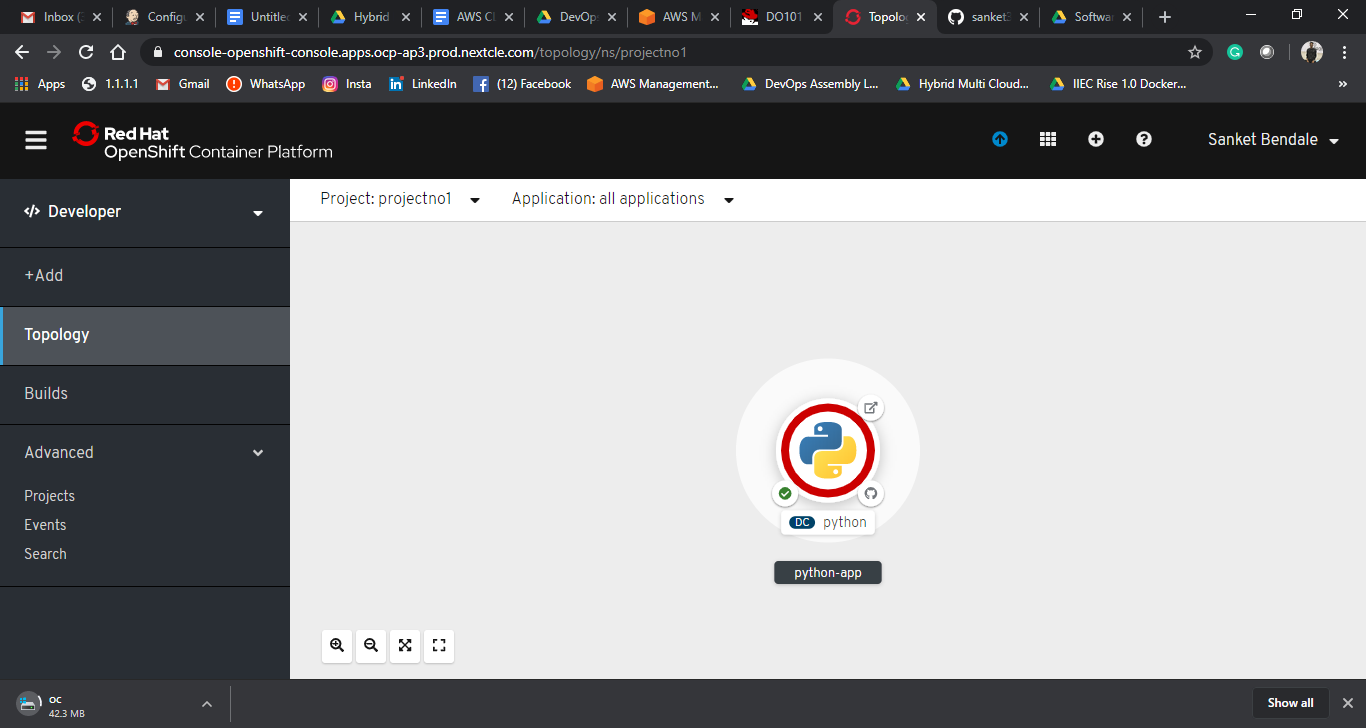 Inbox (
Config
Untitle
Hybrid
AWS Cl
DevOp
AWS M
DO101
Topolo
sanket
Softwar
console-openshift-console.apps.ocp-ap3.prod.nextcle.com/topology/ns/projectno1
Apps
1.1.1.1
Gmail
WhatsApp
Insta
LinkedIn
(12) Facebook
AWS Management...
DevOps Assembly L...
Hybrid Multi Cloud...
IIEC Rise 1.0 Docker...
»
Red Hat
OpenShift Container Platform
Sanket Bendale
Developer
Project: projectno1
Application: all applications
+Add
Topology
Builds
Advanced
Projects
Events
Search
DC python
python-app
oc
42.3 MB
Show all